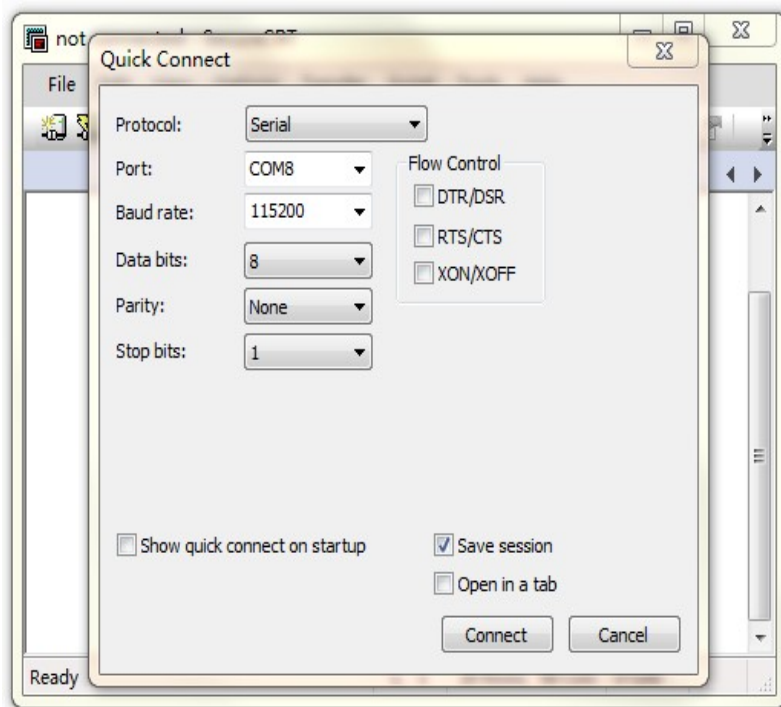 not
Quick Connect
File
Protocol: Serial
Port: COM8
Flow Control
Baud rate: 115200
DTR/DSR
RTS/CTS
Data bits: 8
XON/XOFF
Parity: None
Stop bits: 1
Show quick connect on startup
Save session
Open in a tab
Connect Cancel
Ready